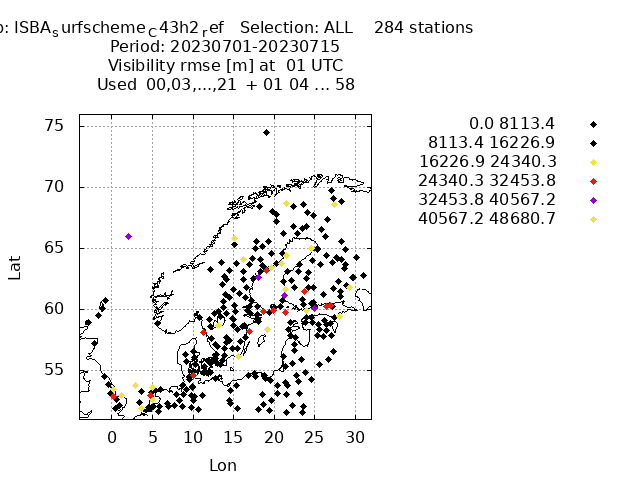 p: ISBAsurfschemeC43h2ref Selection: ALL 284 stations
Period: 20230701-20230715
Visibility rmse [m] at 01 UTC
Used 00,03,...,21 + 01 04 ... 58
75
70
65
60
55
Lat
0 5 10 15 20 25 30
Lon
0.0 8113.4
8113.4 16226.9
16226.9 24340.3
24340.3 32453.8
32453.8 40567.2
40567.2 48680.7